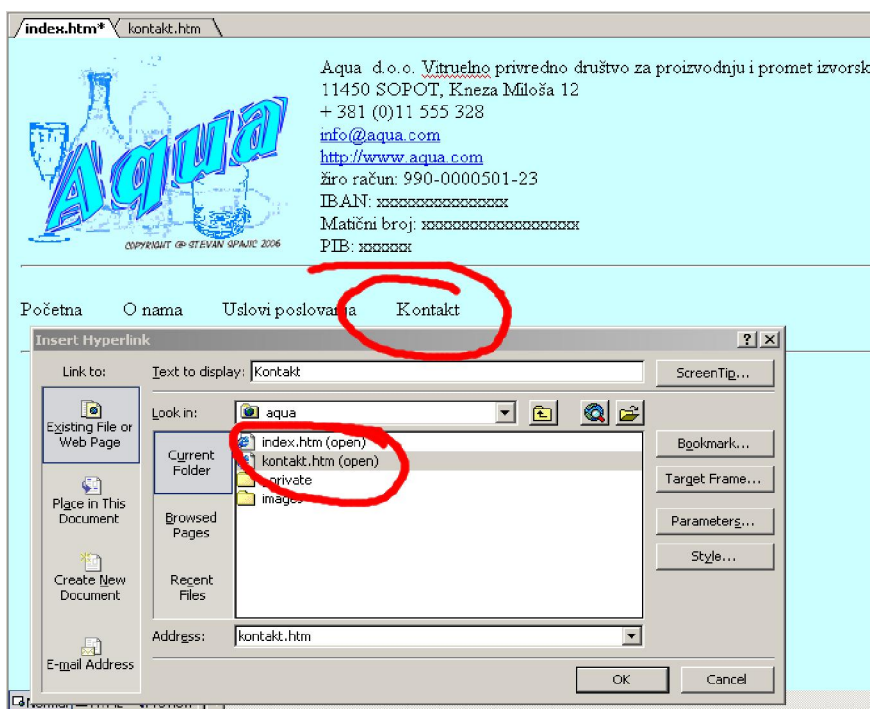 index.htm* kontakt.htm
Aqua
COPYRIGHT @ STEVAN SPAJIC 2006
Aqua d.o.o. Vitruelno privredno društvo za proizvodnju i promet izvorsk
11450 SOPOT, Kneza Miloša 12
+ 381 (0)11 555 328
info@aqua.com
http://www.aqua.com
žiro račun: 990-0000501-23
IBAN: xxxxxxxxxxxxxxx
Matični broj: xxxxxxxxxxxxxxxxxx
PIB: xxxxxx
Početna O nama Uslovi poslovanja Kontakt
Insert Hyperlink
Link to:
Text to display: Kontakt
ScreenTip...
Existing File or
Web Page
Place in This
Document
Create New
Document
E-mail Address
Look in: aqua
Current
Folder
Browsed
Pages
Recent
Files
index.htm (open)
kontakt.htm (open)
_private
images
Bookmark...
Target Frame...
Parameters...
Style...
Address: kontakt.htm
OK Cancel